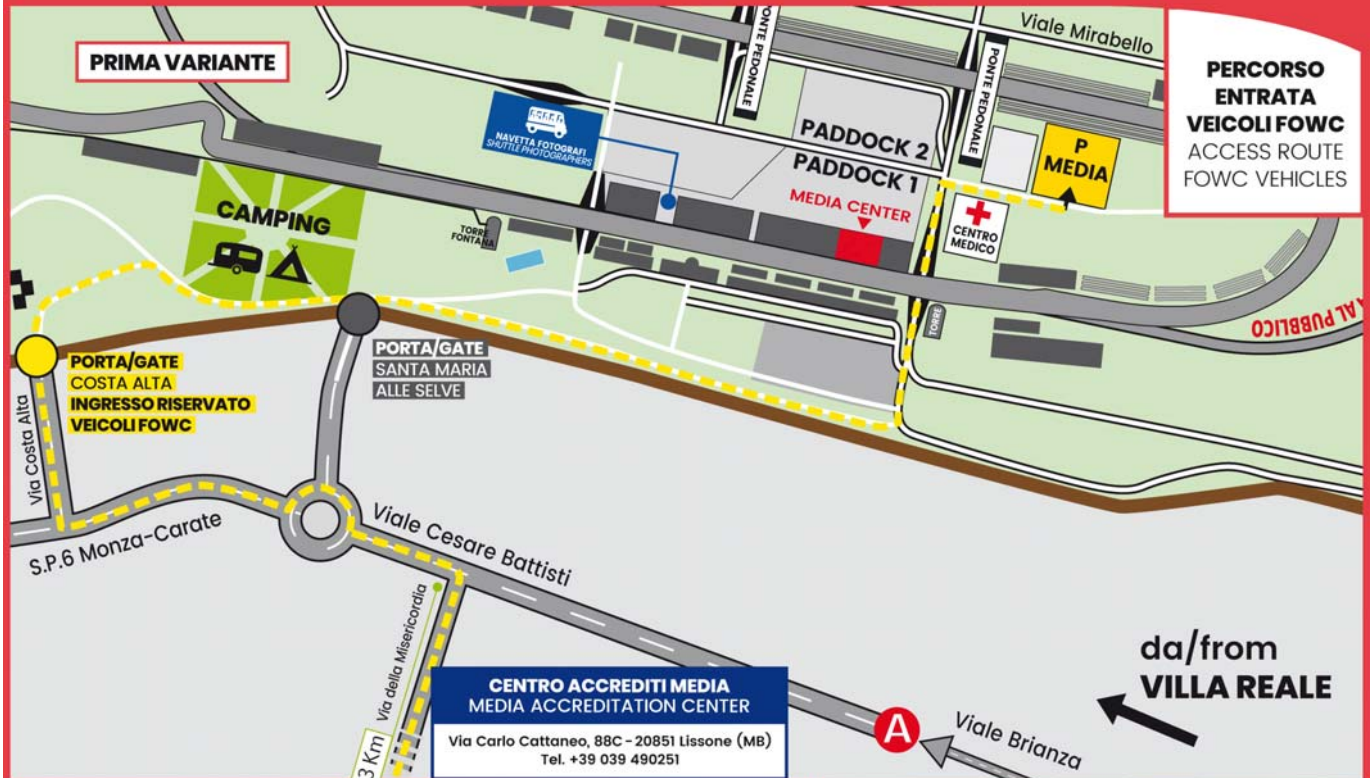 PRIMA VARIANTE
Viale Mirabello
PONTE PEDONALE
PONTE PEDONALE
PERCORSO
ENTRATA
VEICOLI FOWC
ACCESS ROUTE
FOWC VEHICLES
NAVETTA FOTOGRAFI
SHUTTLE PHOTOGRAPHERS
PADDOCK 2
PADDOCK 1
MEDIA CENTER
P
MEDIA
CENTRO
MEDICO
CAMPING
TORRE
FONTANA
TORRE
AL PUBBLICO
PORTA/GATE
COSTA ALTA
INGRESSO RISERVATO
VEICOLI FOWC
PORTA/GATE
SANTA MARIA
ALLE SELVE
Via Costa Alta
S.P.6 Monza-Carate
Viale Cesare Battisti
Via della Misericordia
3 Km
CENTRO ACCREDITI MEDIA
MEDIA ACCREDITATION CENTER
Via Carlo Cattaneo, 88C - 20851 Lissone (MB)
Tel. +39 039 490251
A
Viale Brianza
da/from
VILLA REALE